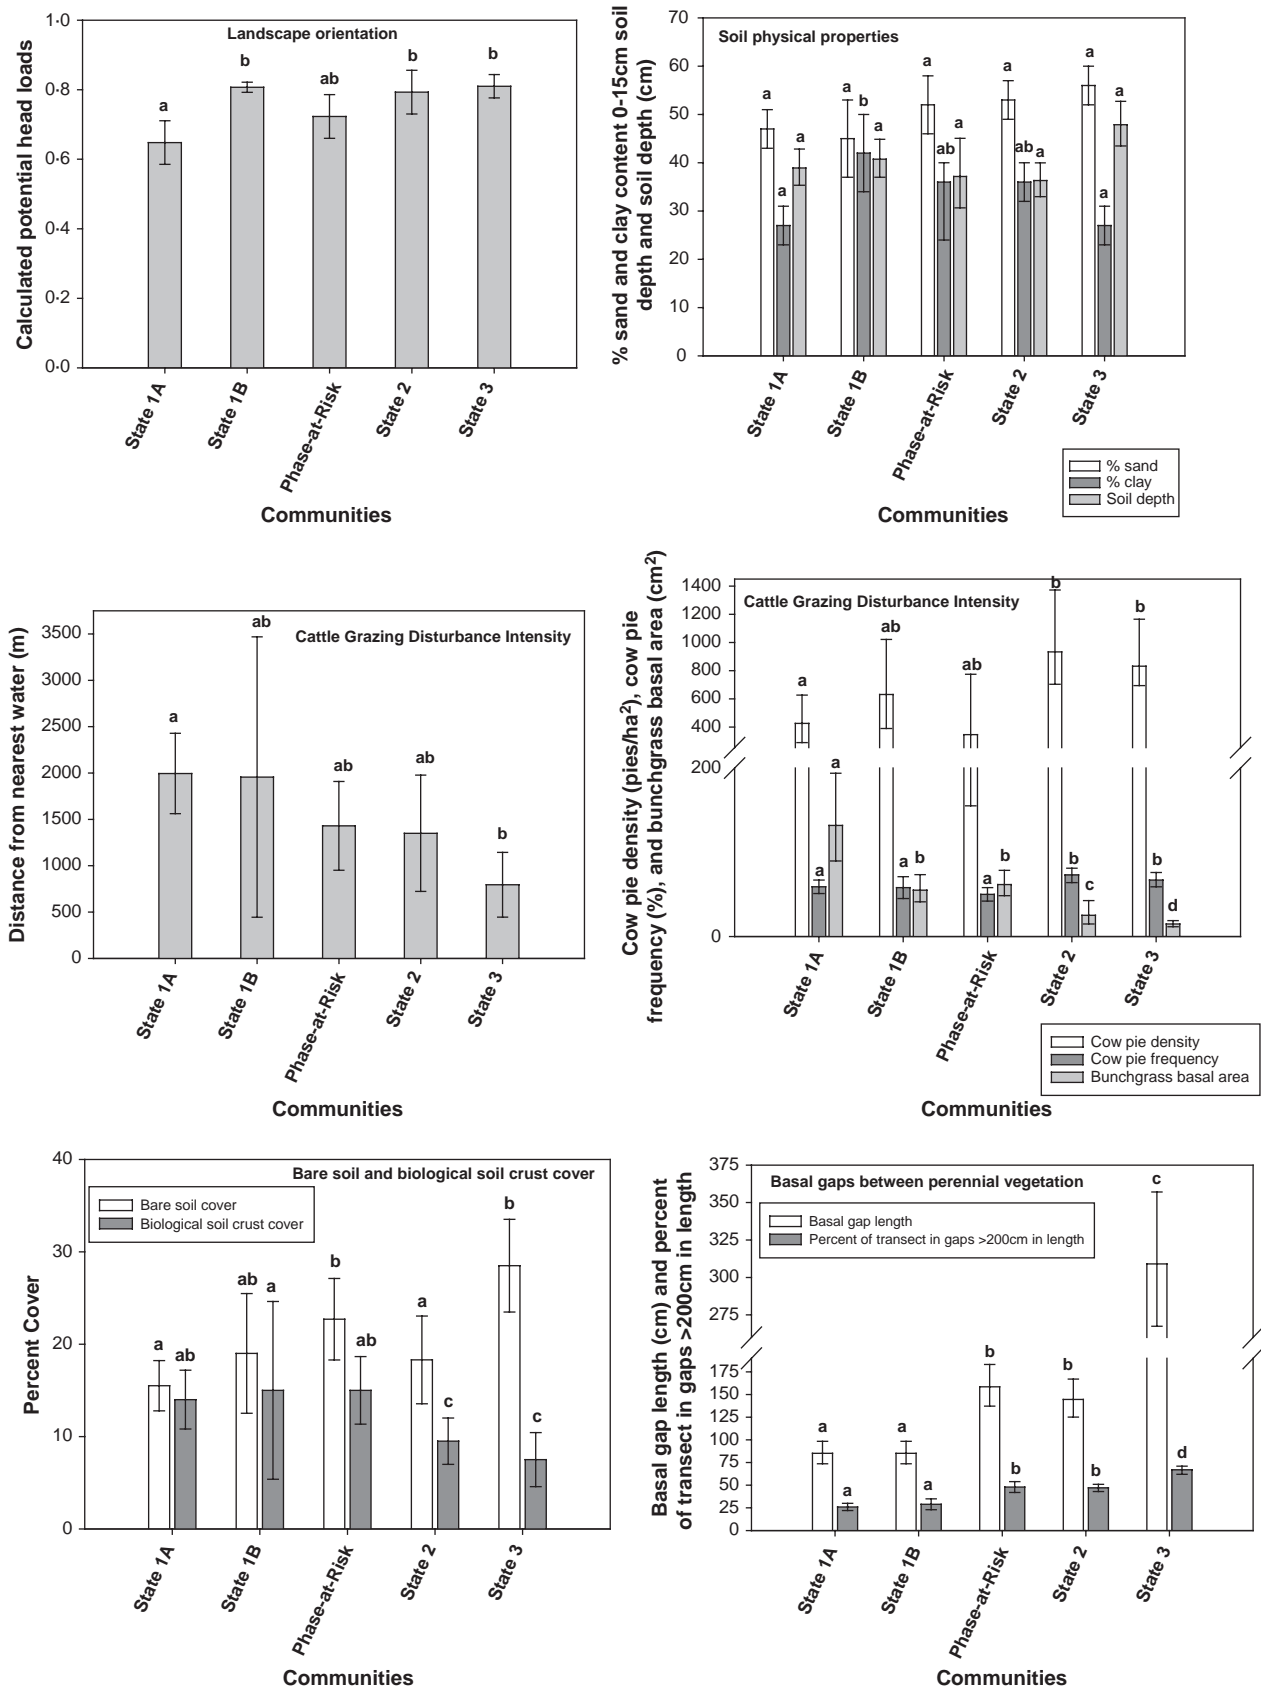 Landscape orientation
Calculated potential head loads
1·0
0·8
0·6
0·4
0·2
0·0
a
b
ab
b
b
State 1A
State 1B
Phase-at-Risk
State 2
State 3
Communities
Soil physical properties
% sand and clay content 0-15cm soil
depth and soil depth (cm)
70
60
50
40
30
20
10
0
a
a
a
a
b
a
a
ab
a
a
ab
a
a
a
a
State 1A
State 1B
Phase-at-Risk
State 2
State 3
% sand
% clay
Soil depth
Communities
Cattle Grazing Disturbance Intensity
Distance from nearest water (m)
3500
3000
2500
2000
1500
1000
500
0
a
ab
ab
ab
b
State 1A
State 1B
Phase-at-Risk
State 2
State 3
Communities
Cattle Grazing Disturbance Intensity
Cow pie density (pies/ha²), cow pie
frequency (%), and bunchgrass basal area (cm²)
1400
1200
1000
800
600
400
200
0
a
a
a
ab
a
b
ab
a
b
b
b
c
b
b
d
State 1A
State 1B
Phase-at-Risk
State 2
State 3
Cow pie density
Cow pie frequency
Bunchgrass basal area
Communities
Bare soil and biological soil crust cover
Bare soil cover
Biological soil crust cover
Percent Cover
40
30
20
10
0
a
ab
ab
a
b
ab
a
c
b
c
State 1A
State 1B
Phase-at-Risk
State 2
State 3
Communities
Basal gaps between perennial vegetation
Basal gap length
Percent of transect in gaps >200cm in length
Basal gap length (cm) and percent
of transect in gaps >200cm in length
375
350
325
300
275
175
150
125
100
75
50
25
0
a
a
a
a
b
b
b
b
c
d
State 1A
State 1B
Phase-at-Risk
State 2
State 3
Communities